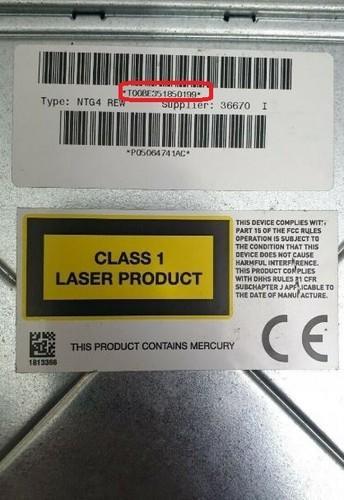 *T00BE351850199*
Type: NTG4 REW Supplier: 36670 I
*P05064741AC*
CLASS 1
LASER PRODUCT
THIS DEVICE COMPLIES WITH
PART 15 OF THE FCC RULES
OPERATION IS SUBJECT TO
THE CONDITION THAT THIS
DEVICE DOES NOT CAUSE
HARMFUL INTERFERENCE.
THIS PRODUCT COMPLIES
WITH DHHS RULES 21 CFR
SUBCHAPTER J APPLICABLE TO
THE DATE OF MANUFACTURE.
THIS PRODUCT CONTAINS MERCURY
CE
1813366